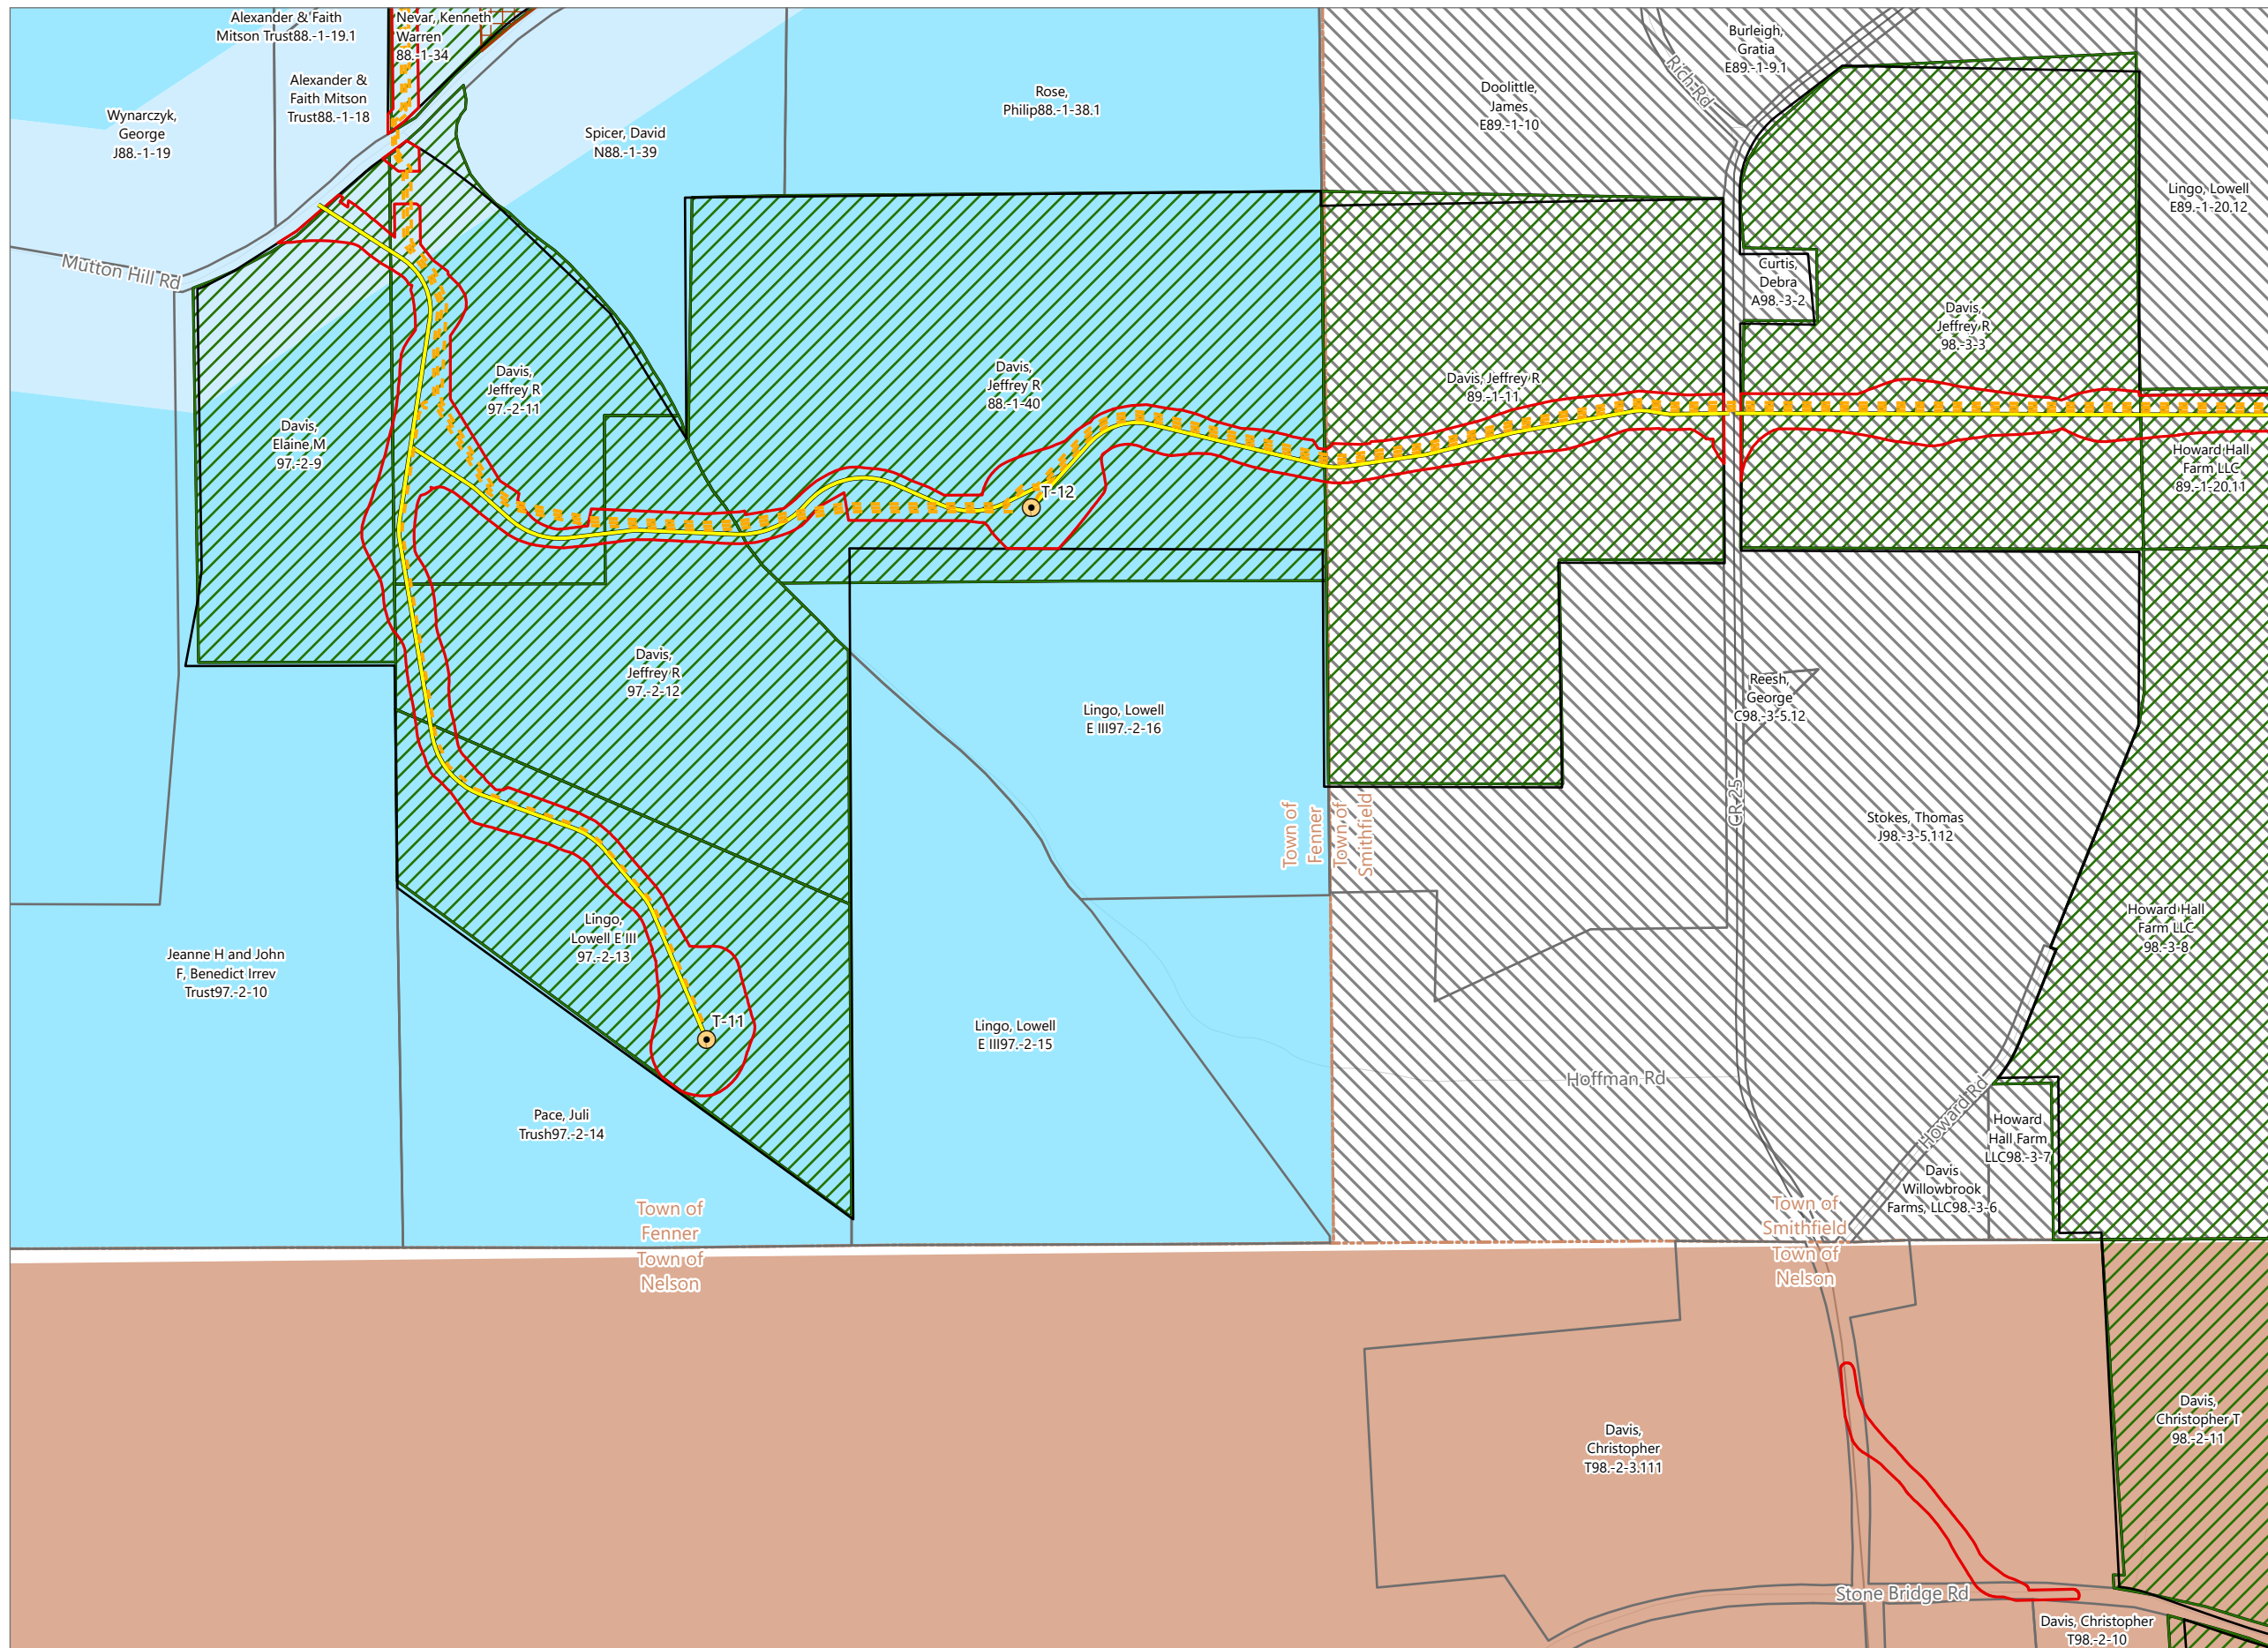 Alexander & Faith
Mitson Trust88.-1-19.1
Nevar, Kenneth
Warren
88.-1-34
Alexander &
Faith Mitson
Trust88.-1-18
Wynarczyk,
George
J88.-1-19
Spicer, David
N88.-1-39
Rose,
Philip88.-1-38.1
Doolittle,
James
E89.-1-10
Rich Rd
Burleigh,
Gratia
E89.-1-9.1
Lingo, Lowell
E89.-1-20.12
Mutton Hill Rd
Curtis,
Debra
A98.-3-2
Davis,
Jeffrey R
98.-3-3
Davis,
Jeffrey R
97.-2-11
Davis,
Jeffrey R
88.-1-40
Davis, Jeffrey R
89.-1-11
Davis,
Elaine M
97.-2-9
Howard Hall
Farm LLC
89.-1-20.11
T-12
Davis,
Jeffrey R
97.-2-12
Lingo, Lowell
E III97.-2-16
Reesh,
George
C98.-3-5.12
CR 25
Town of
Fenner
Town of
Smithfield
Stokes, Thomas
J98.-3-5.112
Lingo,
Lowell E III
97.-2-13
Howard Hall
Farm LLC
98.-3-8
Jeanne H and John
F, Benedict Irrev
Trust97.-2-10
T-11
Lingo, Lowell
E III97.-2-15
Hoffman Rd
Howard Rd
Pace, Juli
Trush97.-2-14
Howard
Hall Farm
LLC98.-3-7
Davis
Willowbrook
Farms, LLC98.-3-6
Town of
Fenner
Town of
Nelson
Town of
Smithfield
Town of
Nelson
Davis,
Christopher T
98.-2-11
Davis,
Christopher
T98.-2-3.111
Stone Bridge Rd
Davis, Christopher
T98.-2-10